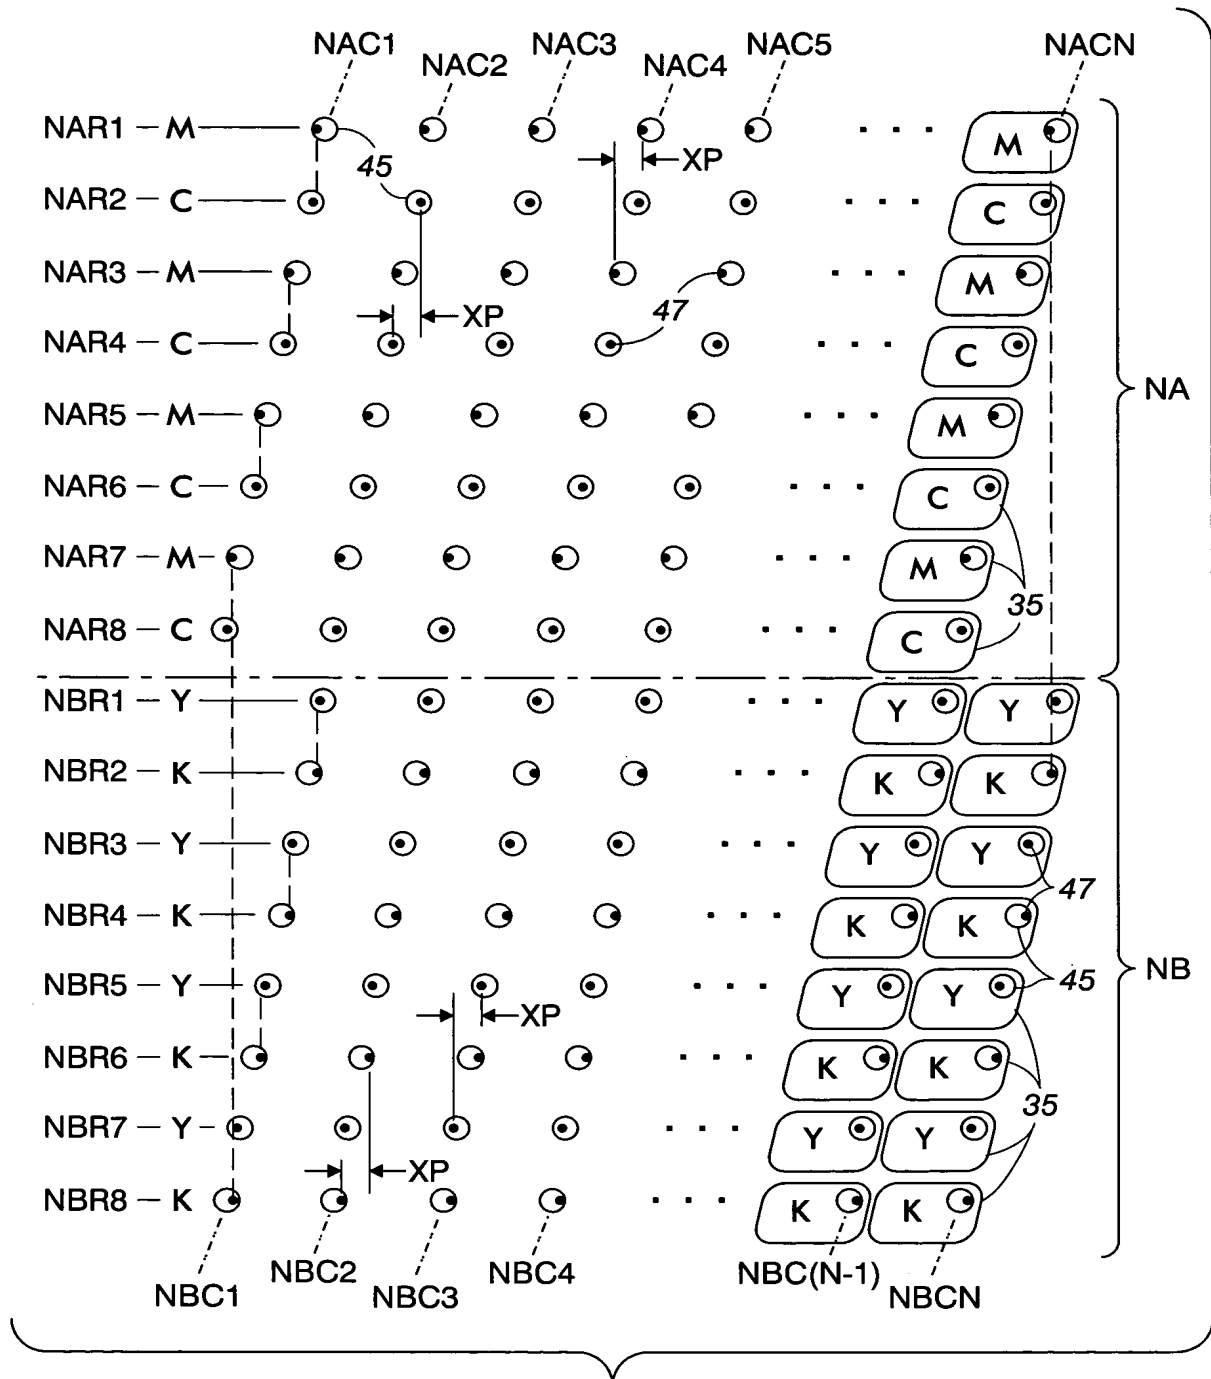 NAC1 NAC2 NAC3 NAC4 NAC5 NACN
NAR1 – M M
45 XP
NAR2 – C C
NAR3 – M M
XP 47
NAR4 – C C
NA
NAR5 – M M
NAR6 – C C
NAR7 – M M
35
NAR8 – C C
NBR1 – Y Y Y
NBR2 – K K K
NBR3 – Y Y Y
47
NBR4 – K K K
NB
45
NBR5 – Y Y Y
XP
NBR6 – K K K
35
NBR7 – Y Y Y
XP
NBR8 – K K K
NBC1 NBC2 NBC3 NBC4 NBC(N-1) NBCN